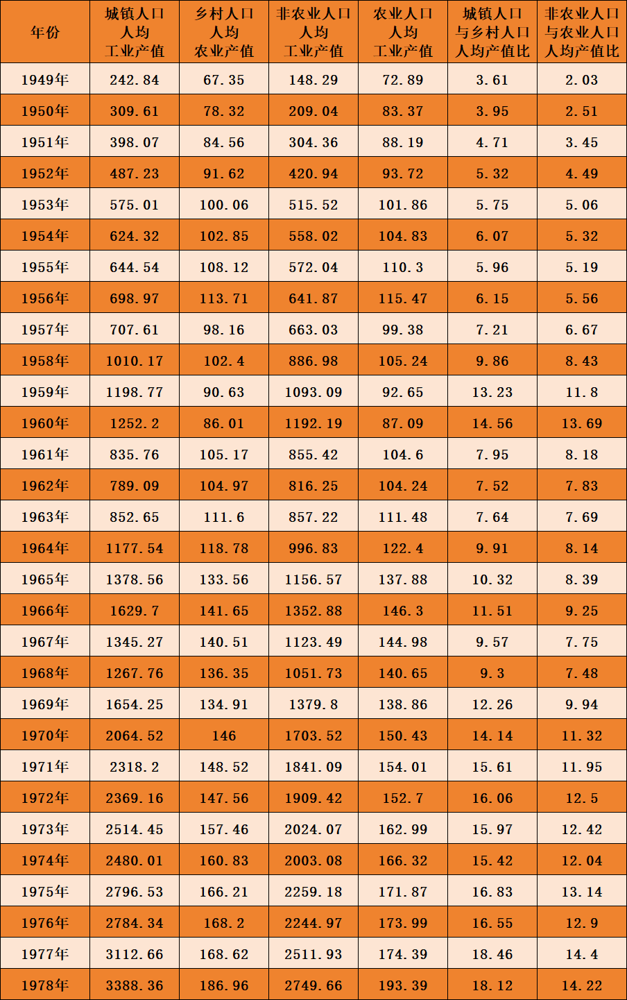 年份 城镇人口人均工业产值 乡村人口人均农业产值 非农业人口人均工业产值 农业人口人均工业产值 城镇人口与乡村人口人均产值比 非农业人口与农业人口人均产值比
1949年 242.84 67.35 148.29 72.89 3.61 2.03
1950年 309.61 78.32 209.04 83.37 3.95 2.51
1951年 398.07 84.56 304.36 88.19 4.71 3.45
1952年 487.23 91.62 420.94 93.72 5.32 4.49
1953年 575.01 100.06 515.52 101.86 5.75 5.06
1954年 624.32 102.85 558.02 104.83 6.07 5.32
1955年 644.54 108.12 572.04 110.3 5.96 5.19
1956年 698.97 113.71 641.87 115.47 6.15 5.56
1957年 707.61 98.16 663.03 99.38 7.21 6.67
1958年 1010.17 102.4 886.98 105.24 9.86 8.43
1959年 1198.77 90.63 1093.09 92.65 13.23 11.8
1960年 1252.2 86.01 1192.19 87.09 14.56 13.69
1961年 835.76 105.17 855.42 104.6 7.95 8.18
1962年 789.09 104.97 816.25 104.24 7.52 7.83
1963年 852.65 111.6 857.22 111.48 7.64 7.69
1964年 1177.54 118.78 996.83 122.4 9.91 8.14
1965年 1378.56 133.56 1156.57 137.88 10.32 8.39
1966年 1629.7 141.65 1352.88 146.3 11.51 9.25
1967年 1345.27 140.51 1123.49 144.98 9.57 7.75
1968年 1267.76 136.35 1051.73 140.65 9.3 7.48
1969年 1654.25 134.91 1379.8 138.86 12.26 9.94
1970年 2064.52 146 1703.52 150.43 14.14 11.32
1971年 2318.2 148.52 1841.09 154.01 15.61 11.95
1972年 2369.16 147.56 1909.42 152.7 16.06 12.5
1973年 2514.45 157.46 2024.07 162.99 15.97 12.42
1974年 2480.01 160.83 2003.08 166.32 15.42 12.04
1975年 2796.53 166.21 2259.18 171.87 16.83 13.14
1976年 2784.34 168.2 2244.97 173.99 16.55 12.9
1977年 3112.66 168.62 2511.93 174.39 18.46 14.4
1978年 3388.36 186.96 2749.66 193.39 18.12 14.22